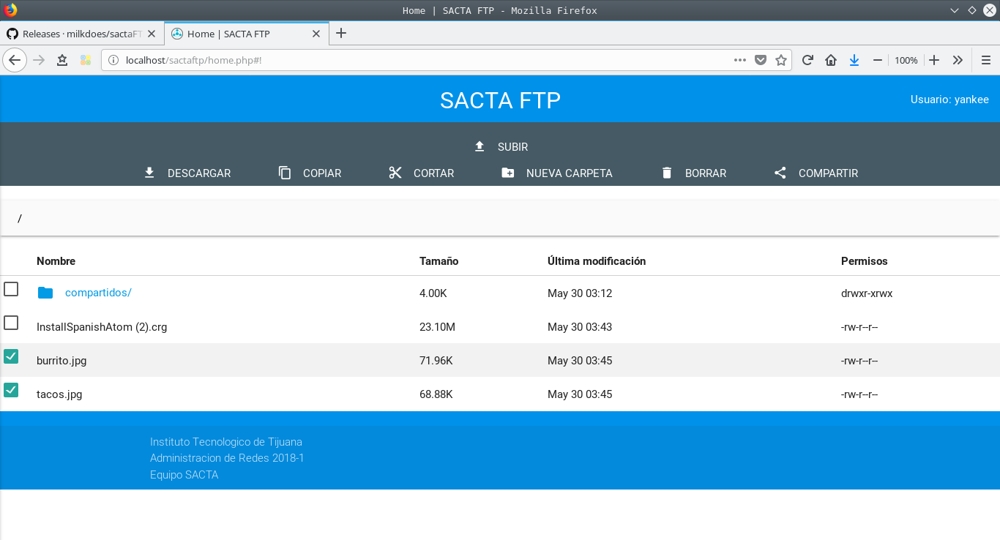 Home | SACTA FTP - Mozilla Firefox
Releases · milkdoes/sactaFT
Home | SACTA FTP
localhost/sactaftp/home.php#!
100%
SACTA FTP
Usuario: yankee
SUBIR
DESCARGAR COPIAR CORTAR NUEVA CARPETA BORRAR COMPARTIR
/
Nombre Tamaño Última modificación Permisos
compartidos/ 4.00K May 30 03:12 drwxr-xrwx
InstallSpanishAtom (2).crg 23.10M May 30 03:43 -rw-r--r--
burrito.jpg 71.96K May 30 03:45 -rw-r--r--
tacos.jpg 68.88K May 30 03:45 -rw-r--r--
Instituto Tecnologico de Tijuana
Administracion de Redes 2018-1
Equipo SACTA